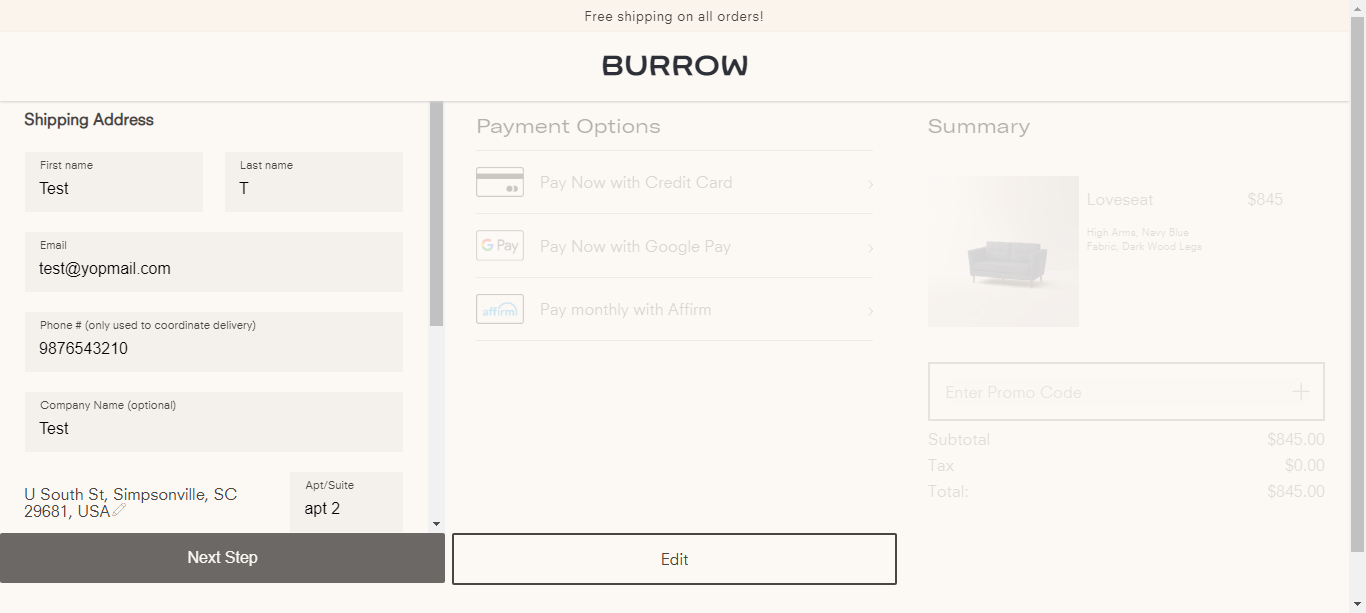 Free shipping on all orders!
BURROW
Shipping Address
First name
Test
Last name
T
Email
test@yopmail.com
Phone # (only used to coordinate delivery)
9876543210
Company Name (optional)
Test
U South St, Simpsonville, SC
29681, USA
Apt/Suite
apt 2
Next Step
Payment Options
Pay Now with Credit Card
G Pay
Pay Now with Google Pay
affirm
Pay monthly with Affirm
Edit
Summary
Loveseat
$845
High Arms, Navy Blue
Fabric, Dark Wood Legs
Enter Promo Code
Subtotal
$845.00
Tax
$0.00
Total:
$845.00